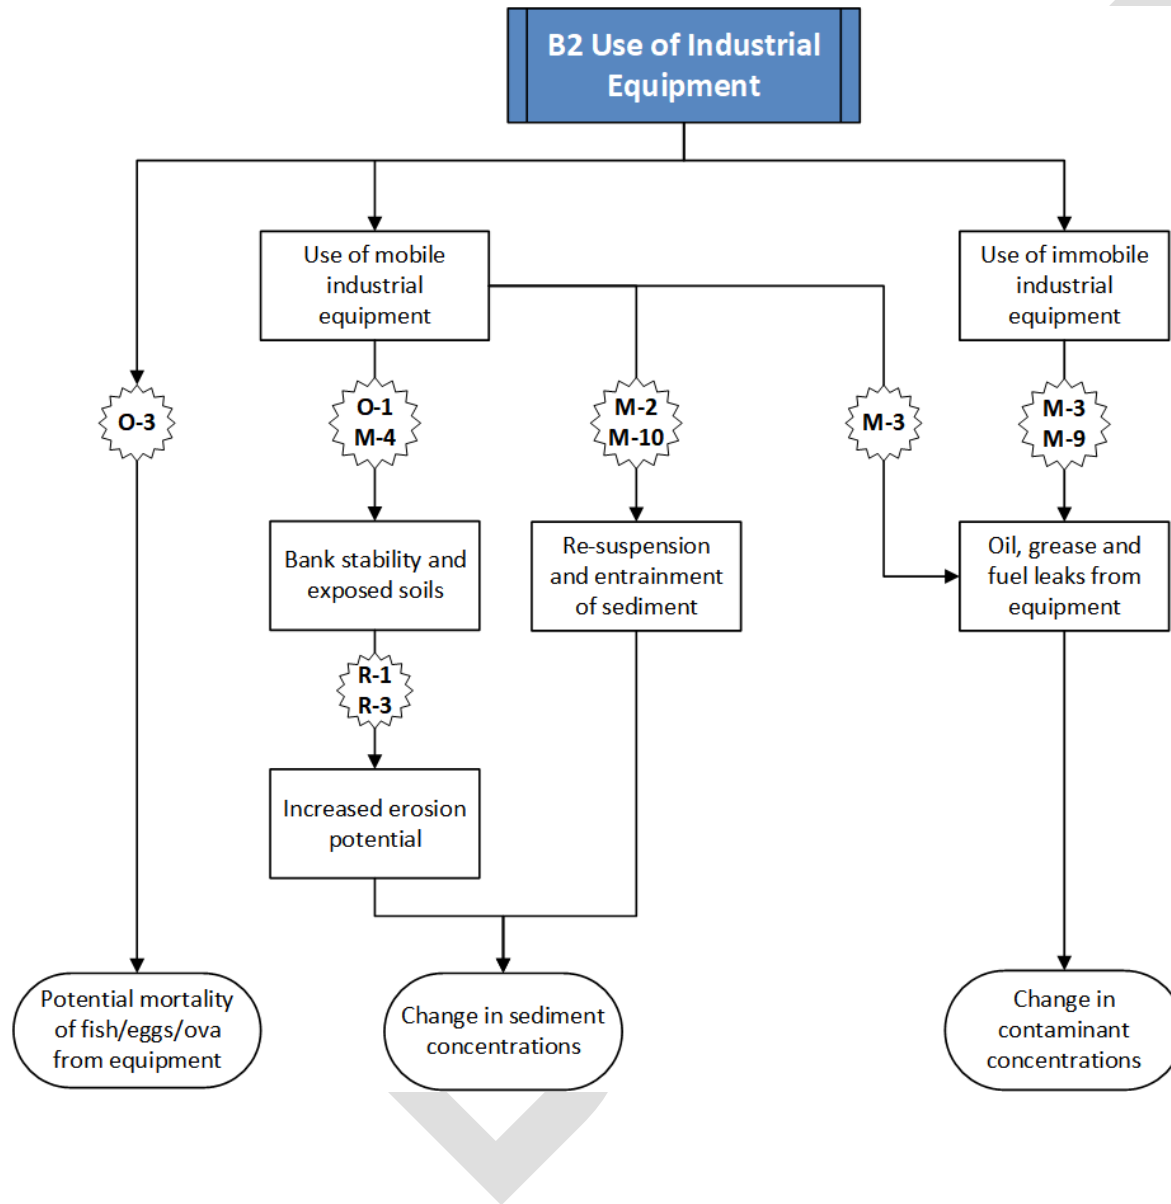 B2 Use of Industrial
Equipment
Use of mobile
industrial
equipment
Use of immobile
industrial
equipment
O-3
O-1
M-4
M-2
M-10
M-3
M-3
M-9
Bank stability and
exposed soils
Re-suspension
and entrainment
of sediment
Oil, grease and
fuel leaks from
equipment
R-1
R-3
Increased erosion
potential
Potential mortality
of fish/eggs/ova
from equipment
Change in sediment
concentrations
Change in
contaminant
concentrations